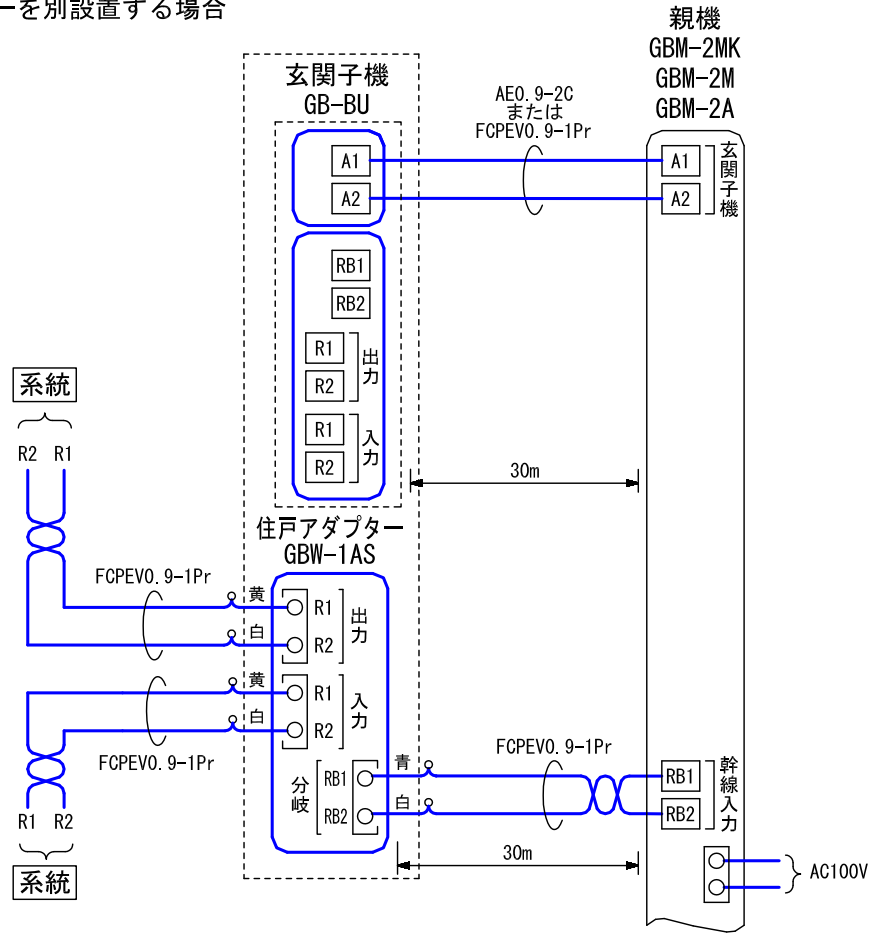 ーを別設置する場合
親機
GBM-2MK
GBM-2M
GBM-2A
玄関子機
GB-BU
AE0.9-2C
または
FCPEV0.9-1Pr
A1
A2
A1
A2
玄関子機
RB1
RB2
R1
R2
出力
R1
R2
入力
30m
系統
R2 R1
住戸アダプター
GBW-1AS
FCPEV0.9-1Pr
黄
白
R1
R2
出力
黄
白
R1
R2
入力
FCPEV0.9-1Pr
R1 R2
系統
分岐
RB1
RB2
青
白
FCPEV0.9-1Pr
RB1
RB2
幹線入力
30m
AC100V